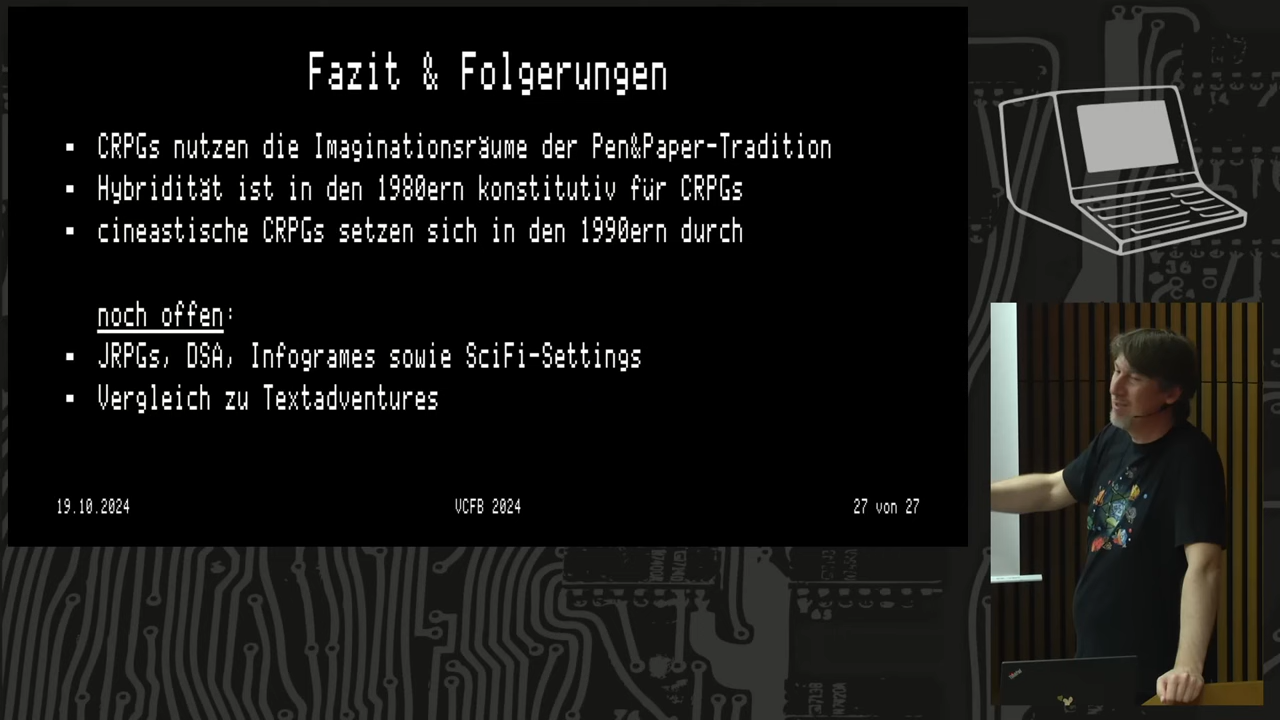 Fazit & Folgerungen
▪ CRPGs nutzen die Imaginationsräume der Pen&Paper-Tradition
▪ Hybridität ist in den 1980ern konstitutiv für CRPGs
▪ cineastische CRPGs setzen sich in den 1990ern durch
noch offen:
▪ JRPGs, DSA, Infogrames sowie SciFi-Settings
▪ Vergleich zu Textadventures
19.10.2024 VCFB 2024 27 von 27
36